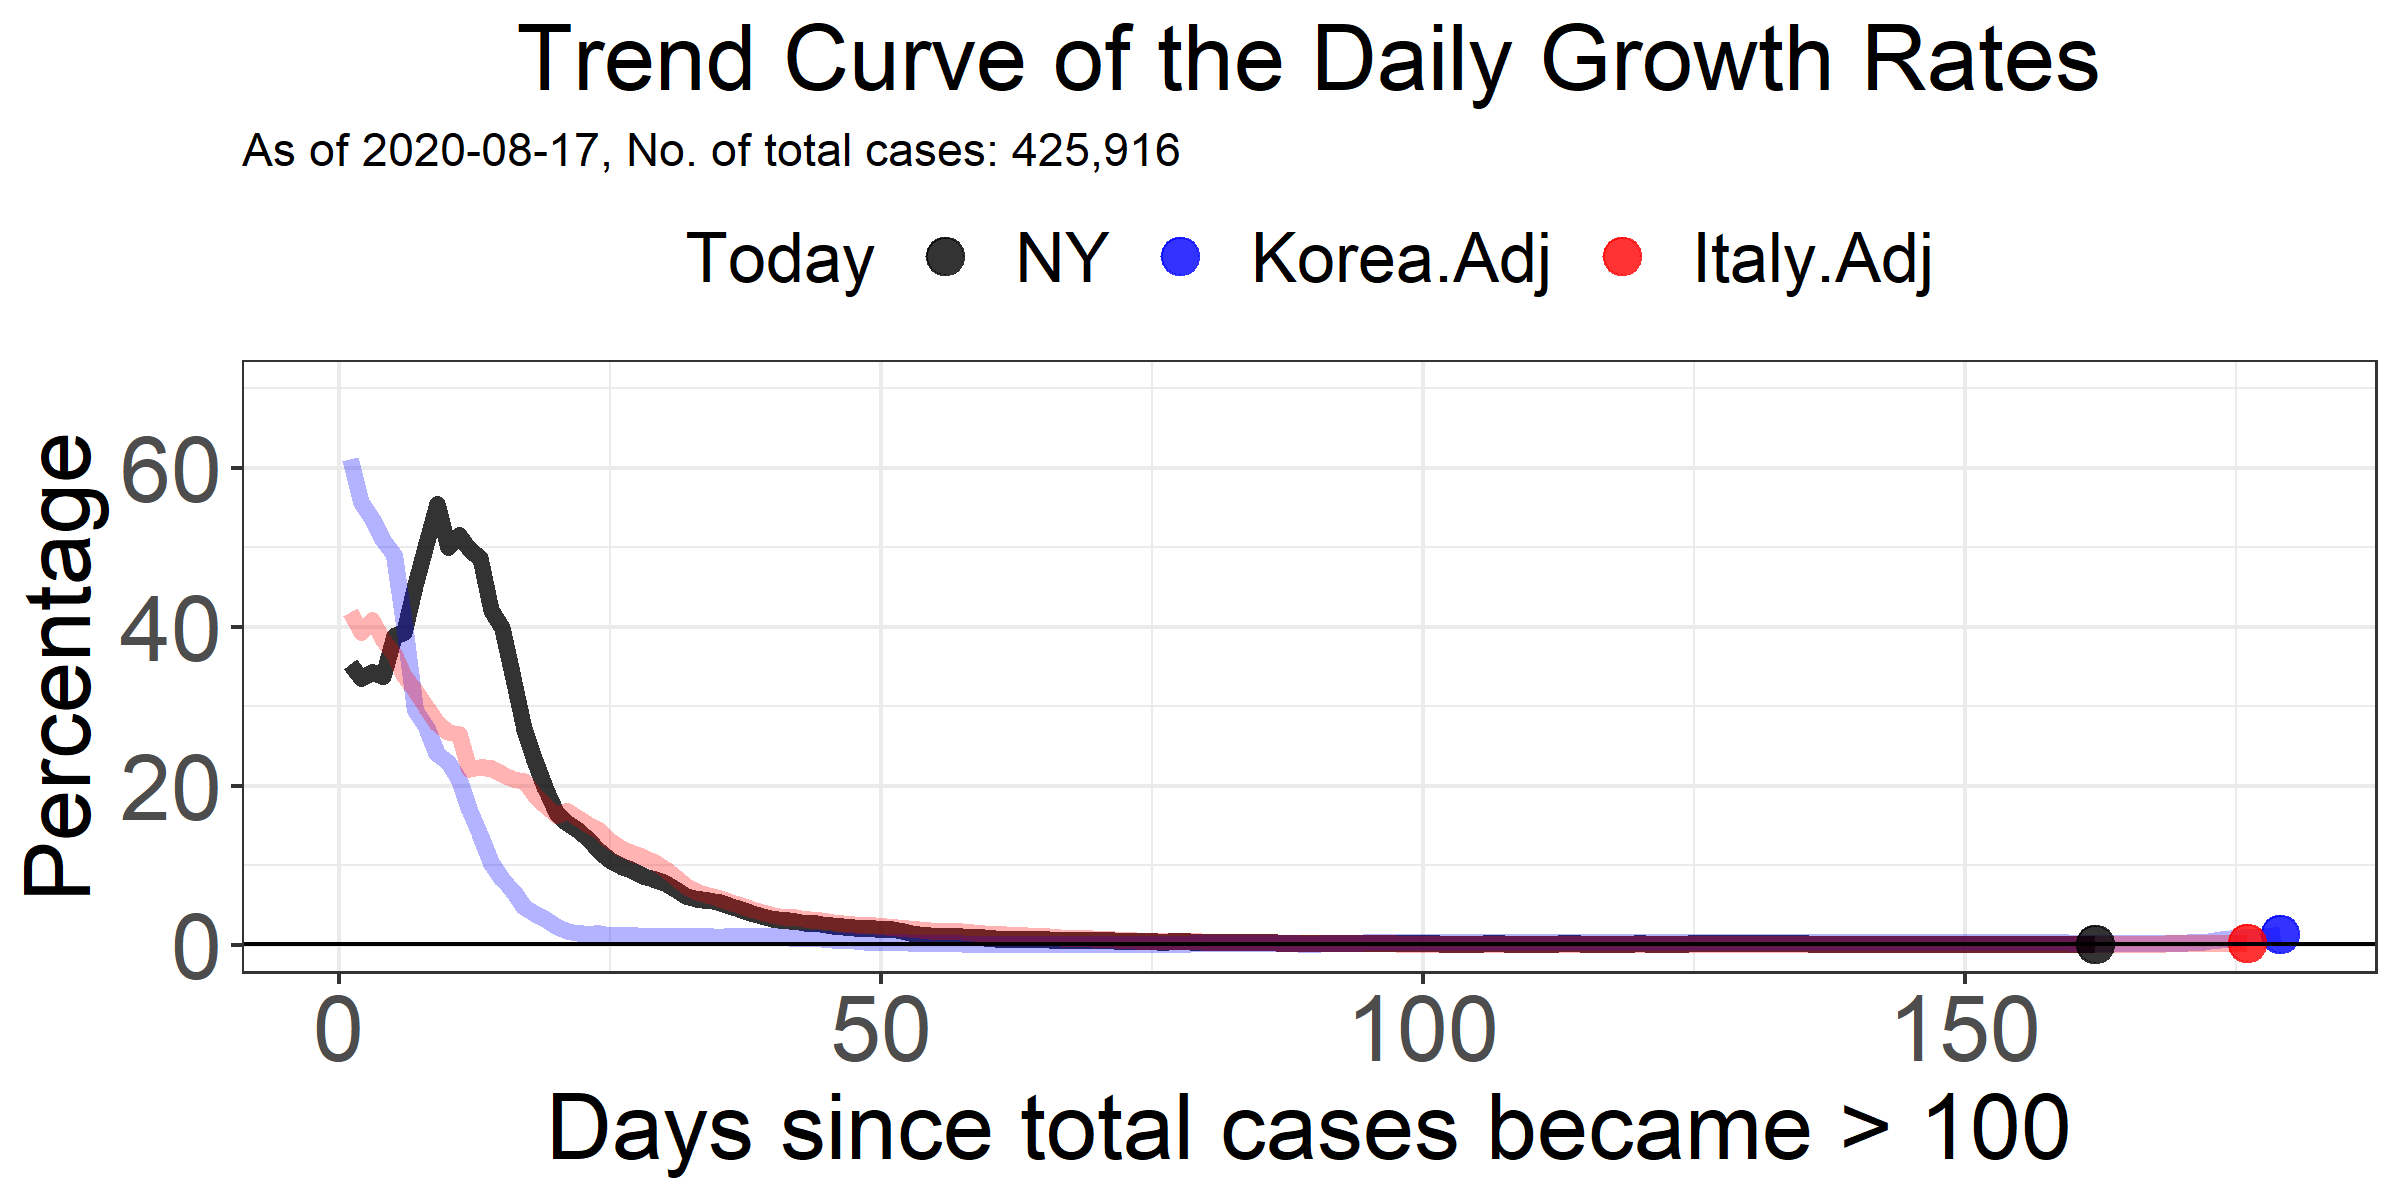 Trend Curve of the Daily Growth Rates
As of 2020-08-17, No. of total cases: 425,916
Today NY Korea.Adj Italy.Adj
Percentage
60
40
20
0
0 50 100 150
Days since total cases became > 100